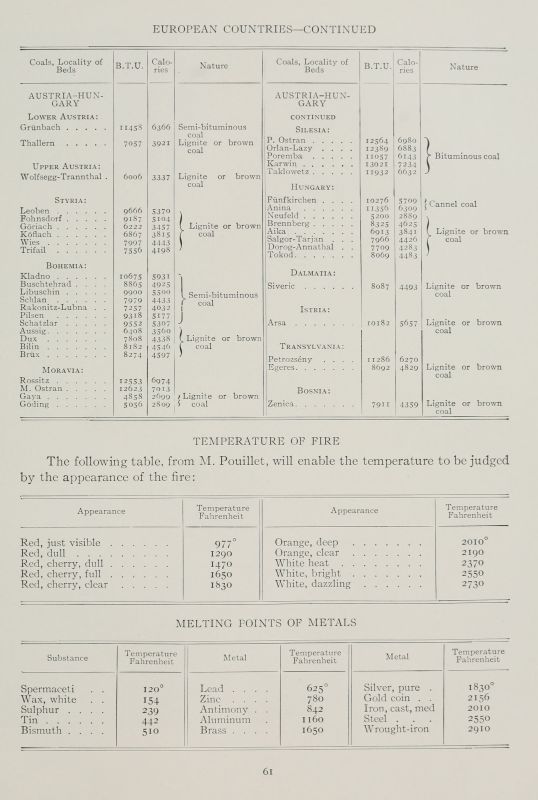 EUROPEAN COUNTRIES—CONTINUED
Coals, Locality of Beds B.T.U. Calories Nature Coals, Locality of Beds B.T.U. Calories Nature
AUSTRIA-HUNGARY
LOWER AUSTRIA:
Grünbach . . . . . 11458 6366 Semi-bituminous coal
Thallern . . . . . 7057 3921 Lignite or brown coal
UPPER AUSTRIA:
Wolfsegg-Trannthal . 6006 3337 Lignite or brown coal
STYRIA:
Leoben . . . . . . 9666 5370
Fohnsdorf . . . . . 9187 5104
Göriach . . . . . . 6222 3457 Lignite or brown
Köflach . . . . . . 6867 3815 coal
Wies . . . . . . . 7997 4443
Trifail . . . . . . 7556 4198
BOHEMIA:
Kladno . . . . . . 10675 5931
Buschtehrad . . . . 8865 4925
Libuschin . . . . . 9900 5500
Schlan . . . . . . 7979 4433 Semi-bituminous
Rakonitz-Lubna . . 7257 4032 coal
Pilsen . . . . . . 9318 5177
Schatzlar . . . . . 9552 5307
Aussig . . . . . . 6408 3560
Dux . . . . . . . 7808 4338 Lignite or brown
Bilin . . . . . . . 8182 4546 coal
Brüx . . . . . . . 8274 4597
MORAVIA:
Rossitz . . . . . . 12553 6974
M. Ostran . . . . . 12623 7013
Gaya . . . . . . . 4858 2699 Lignite or brown
Göding . . . . . . 5056 2809 coal
AUSTRIA-HUNGARY
CONTINUED
SILESIA:
P. Ostran . . . . . 12564 6980
Orlan-Lazy . . . . 12389 6883
Poremba . . . . . 11057 6143 Bituminous coal
Karwin . . . . . . 13021 7234
Taklowetz . . . . . 11932 6632
HUNGARY:
Fünfkirchen . . . . 10276 5709 Cannel coal
Anina . . . . . . 11356 6309
Neufeld . . . . . . 5200 2889
Brennberg . . . . . 8325 4625
Aika . . . . . . . 6913 3841 Lignite or brown
Salgor-Tarjan . . . 7966 4426 coal
Dorog-Annathal . . 7709 4283
Tokod . . . . . . 8069 4483
DALMATIA:
Siveric . . . . . . 8087 4493 Lignite or brown coal
ISTRIA:
Arsa . . . . . . . 10182 5657 Lignite or brown coal
TRANSYLVANIA:
Petrozsény . . . . 11286 6270
Egeres . . . . . . 8692 4829 Lignite or brown coal
BOSNIA:
Zenica . . . . . . 7911 4359 Lignite or brown coal
TEMPERATURE OF FIRE
The following table, from M. Pouillet, will enable the temperature to be judged
by the appearance of the fire:
Appearance Temperature Fahrenheit Appearance Temperature Fahrenheit
Red, just visible . . . . . . 977° Orange, deep . . . . . . . 2010°
Red, dull . . . . . . . . . 1290 Orange, clear . . . . . . . 2190
Red, cherry, dull . . . . . . 1470 White heat . . . . . . . . 2370
Red, cherry, full . . . . . . 1650 White, bright . . . . . . . 2550
Red, cherry, clear . . . . . 1830 White, dazzling . . . . . . 2730
MELTING POINTS OF METALS
Substance Temperature Fahrenheit Metal Temperature Fahrenheit Metal Temperature Fahrenheit
Spermaceti . . 120° Lead . . . . 625° Silver, pure . 1830°
Wax, white . . 154 Zinc . . . . 780 Gold coin . . 2156
Sulphur . . . . 239 Antimony . . 842 Iron, cast, med 2010
Tin . . . . . . 442 Aluminum . 1160 Steel . . . 2550
Bismuth . . . . 510 Brass . . . . 1650 Wrought-iron 2910
61